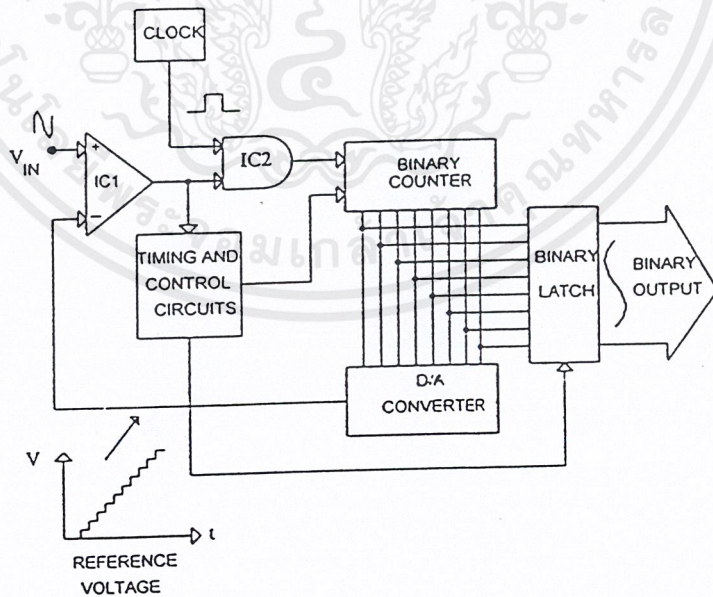 CLOCK
V IN
+
−
IC1
IC2
BINARY
COUNTER
TIMING AND
CONTROL
CIRCUITS
BINARY
LATCH
BINARY
OUTPUT
D/A
CONVERTER
V
t
REFERENCE
VOLTAGE